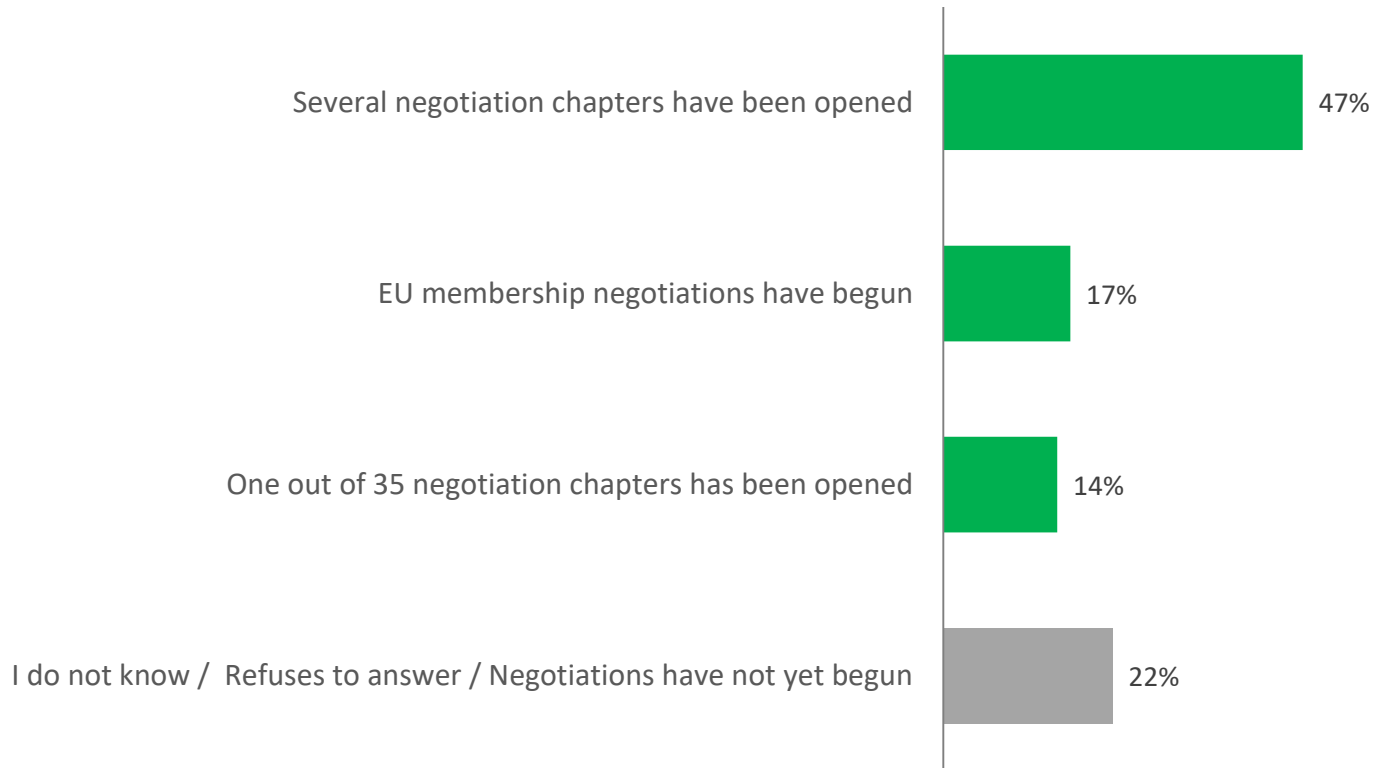 Several negotiation chapters have been opened 47%
EU membership negotiations have begun 17%
One out of 35 negotiation chapters has been opened 14%
I do not know /  Refuses to answer / Negotiations have not yet begun 22%